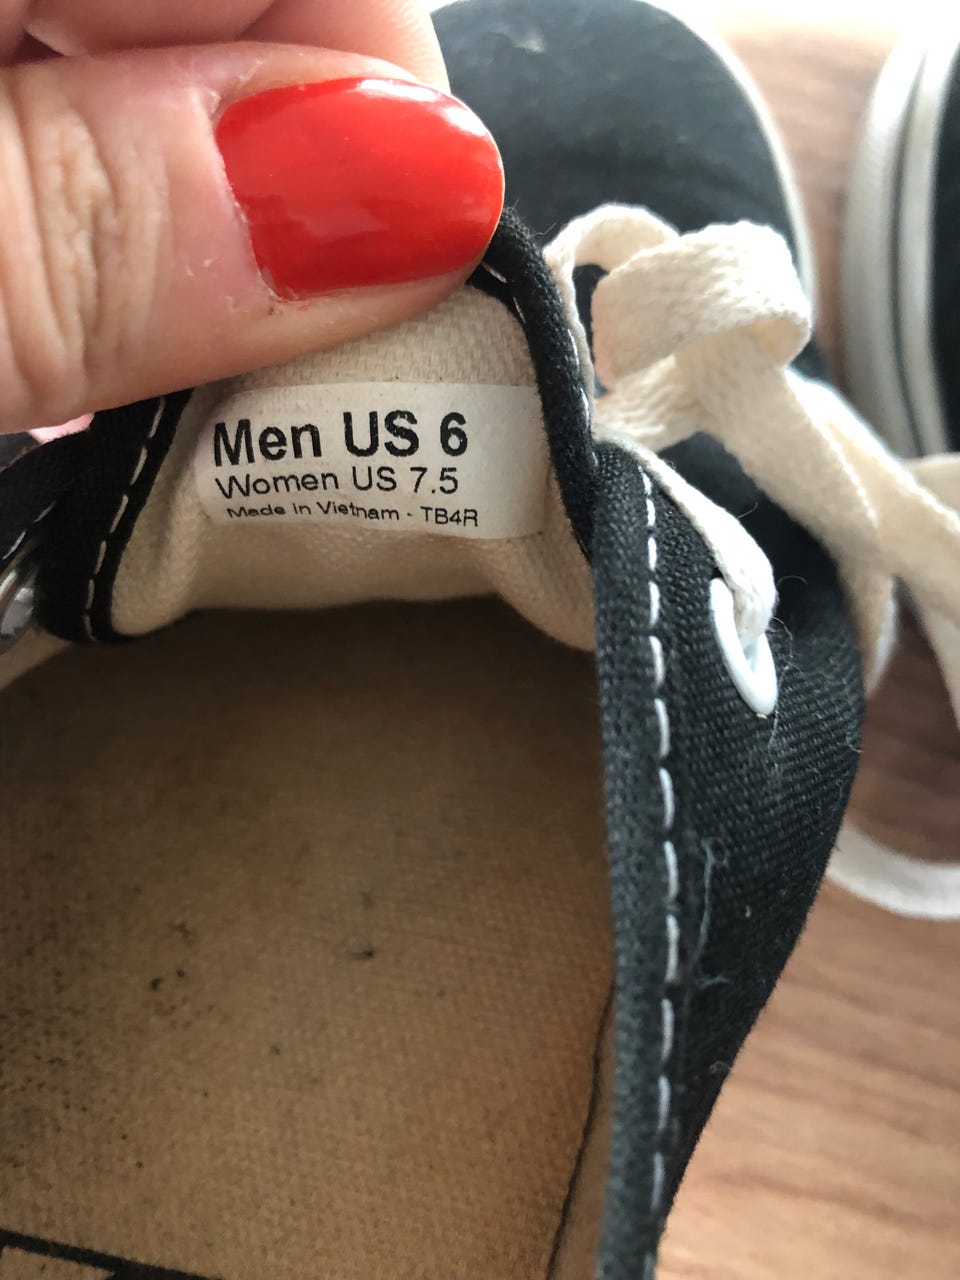 Men US 6
Women US 7.5
Made in Vietnam - TB4R